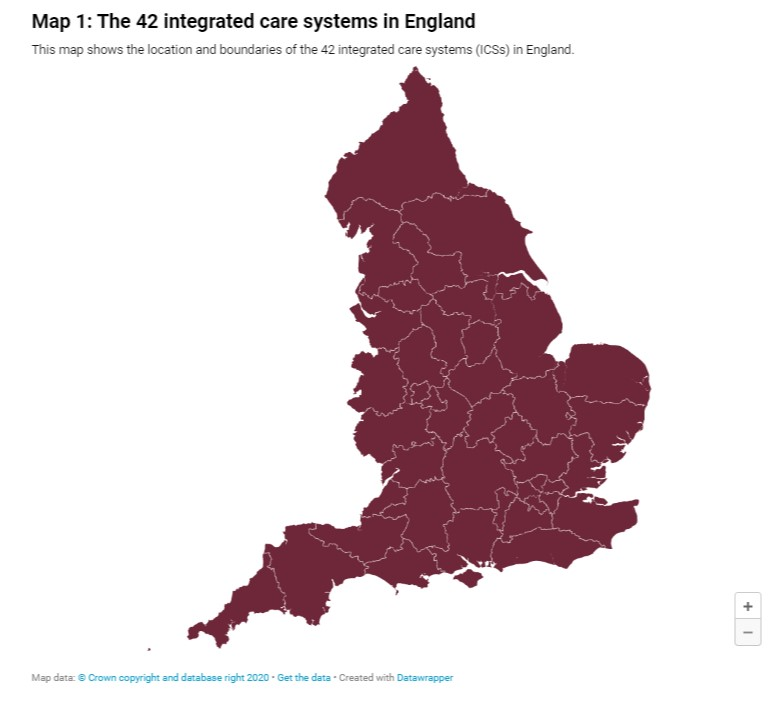 Map 1: The 42 integrated care systems in England
This map shows the location and boundaries of the 42 integrated care systems (ICSs) in England.
+
−
Map data: © Crown copyright and database right 2020 • Get the data • Created with Datawrapper